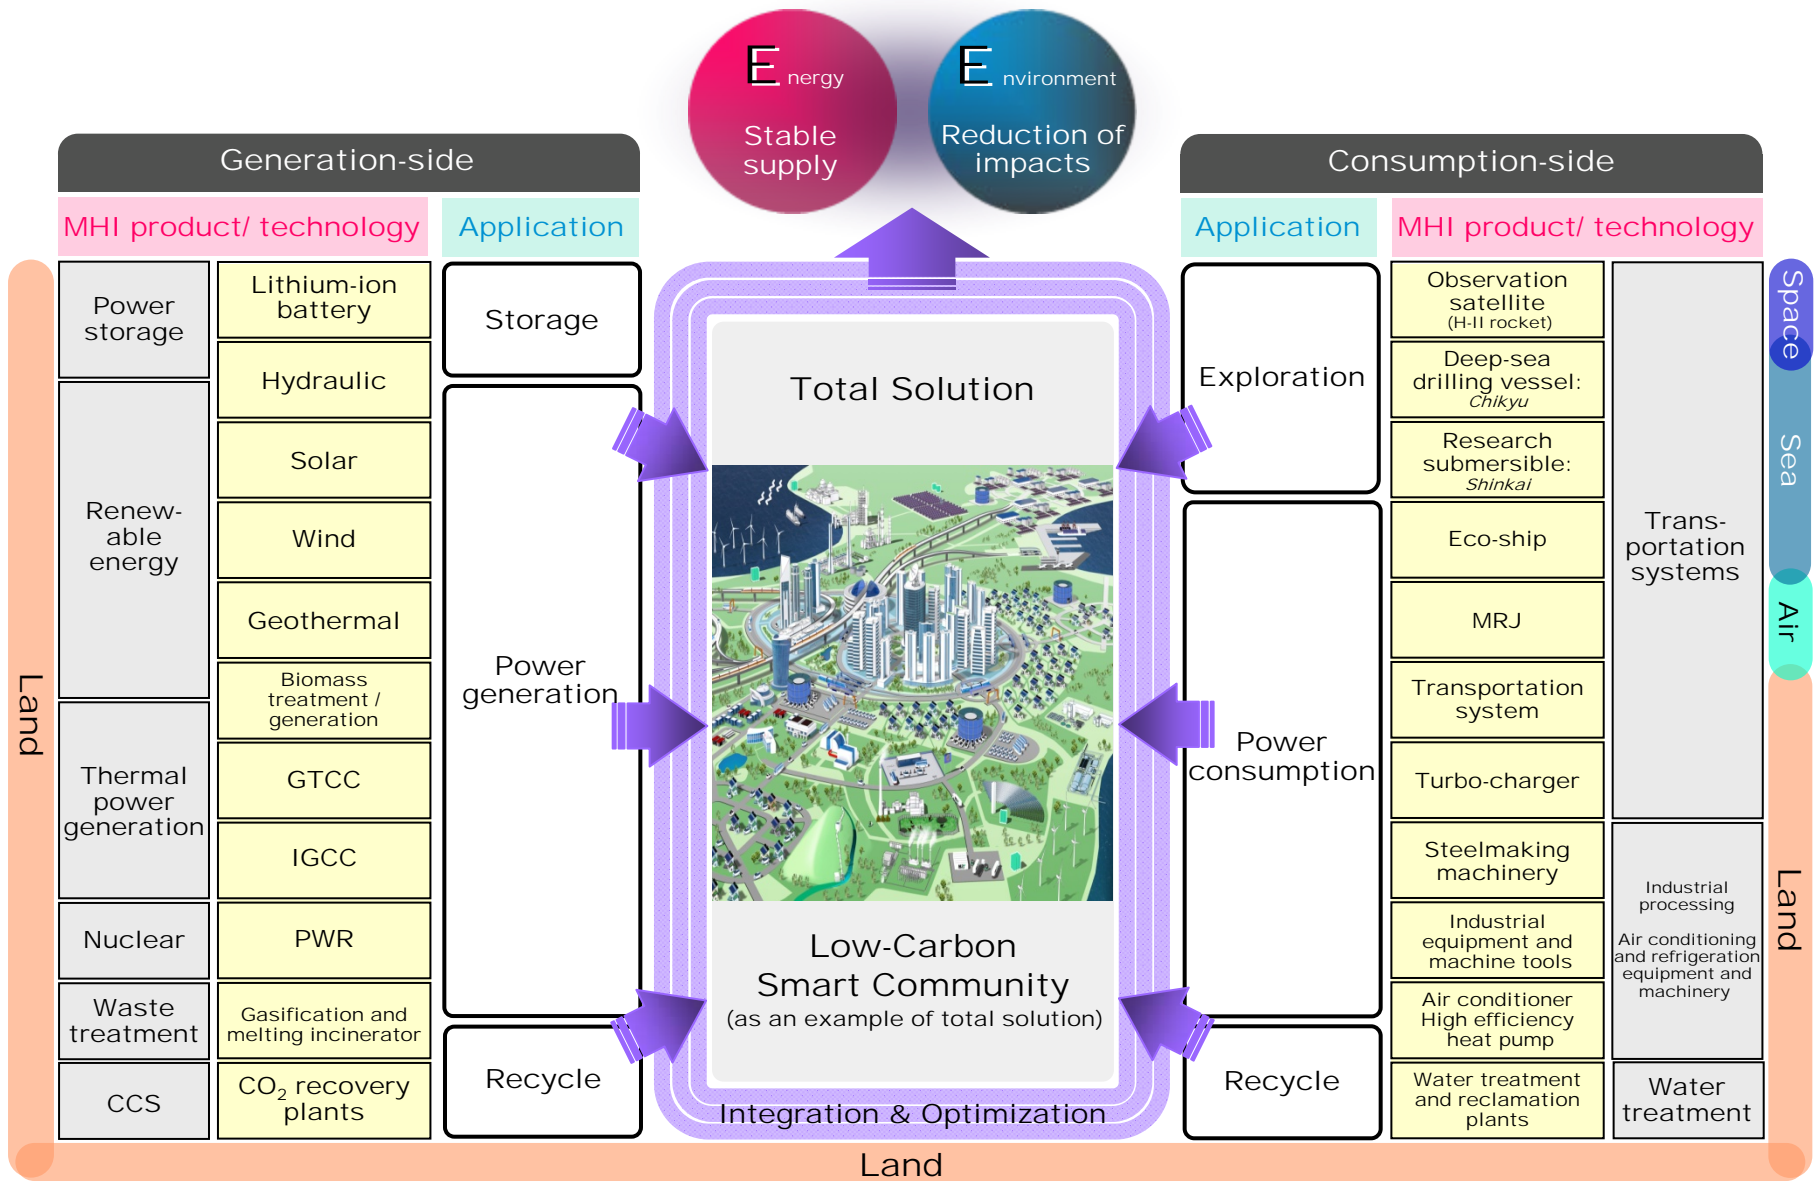 Energy
Stable
supply
Environment
Reduction of
impacts
Generation-side
MHI product/ technology
Application
Land
Power
storage
Renew-
able
energy
Thermal
power
generation
Nuclear
Waste
treatment
CCS
Lithium-ion
battery
Hydraulic
Solar
Wind
Geothermal
Biomass
treatment /
generation
GTCC
IGCC
PWR
Gasification and
melting incinerator
CO₂ recovery
plants
Storage
Power
generation
Recycle
Total Solution
Low-Carbon
Smart Community
(as an example of total solution)
Integration & Optimization
Consumption-side
Application
MHI product/ technology
Exploration
Power
consumption
Recycle
Observation
satellite
(H-II rocket)
Deep-sea
drilling vessel:
Chikyu
Research
submersible:
Shinkai
Eco-ship
MRJ
Transportation
system
Turbo-charger
Steelmaking
machinery
Industrial
equipment and
machine tools
Air conditioner
High efficiency
heat pump
Water treatment
and reclamation
plants
Trans-
portation
systems
Industrial
processing
Air conditioning
and refrigeration
equipment and
machinery
Water
treatment
Space
Sea
Air
Land
Land